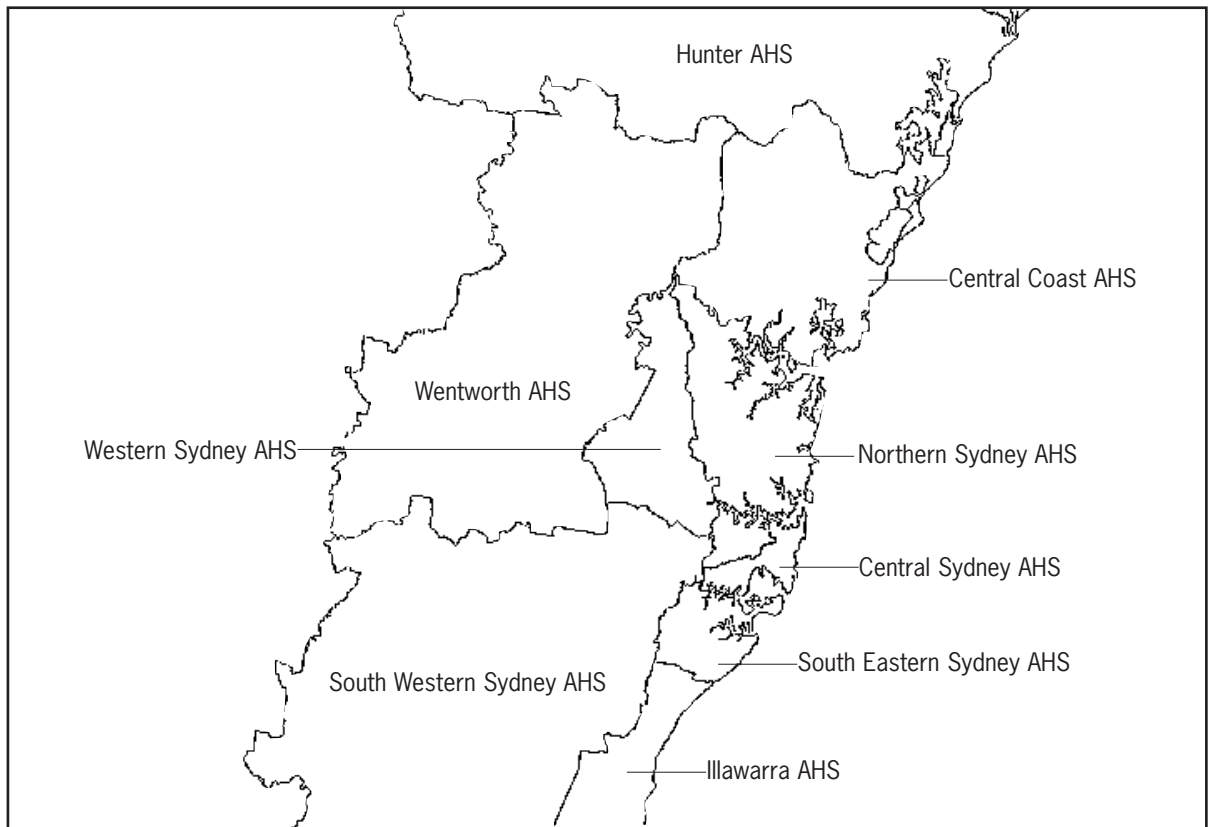 Hunter AHS
Central Coast AHS
Wentworth AHS
Western Sydney AHS
Northern Sydney AHS
Central Sydney AHS
South Eastern Sydney AHS
South Western Sydney AHS
Illawarra AHS